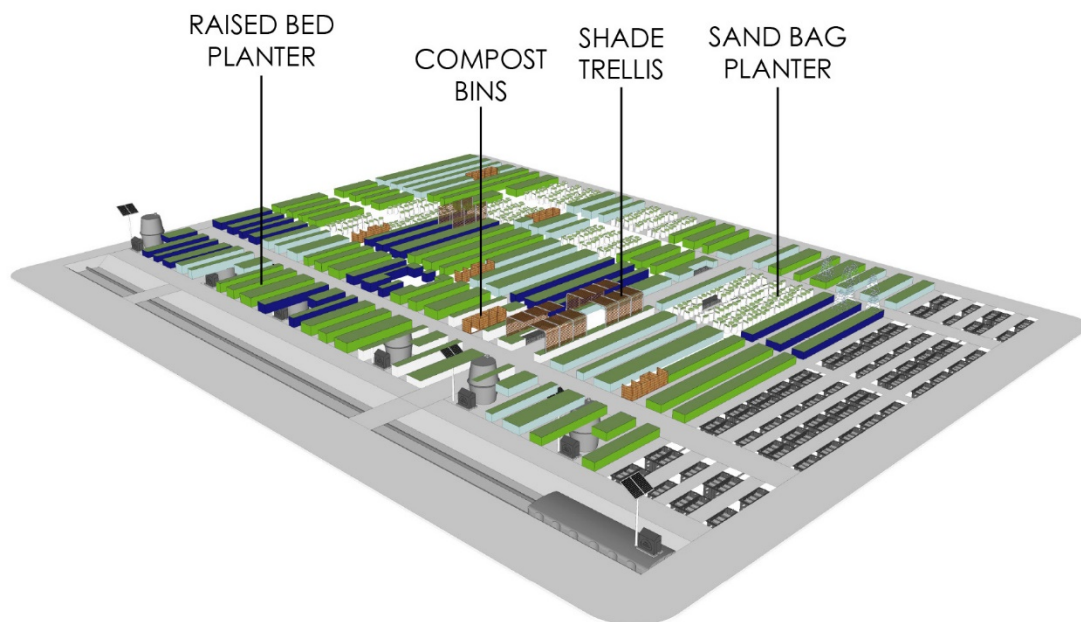 RAISED BED
PLANTER
COMPOST
BINS
SHADE
TRELLIS
SAND BAG
PLANTER